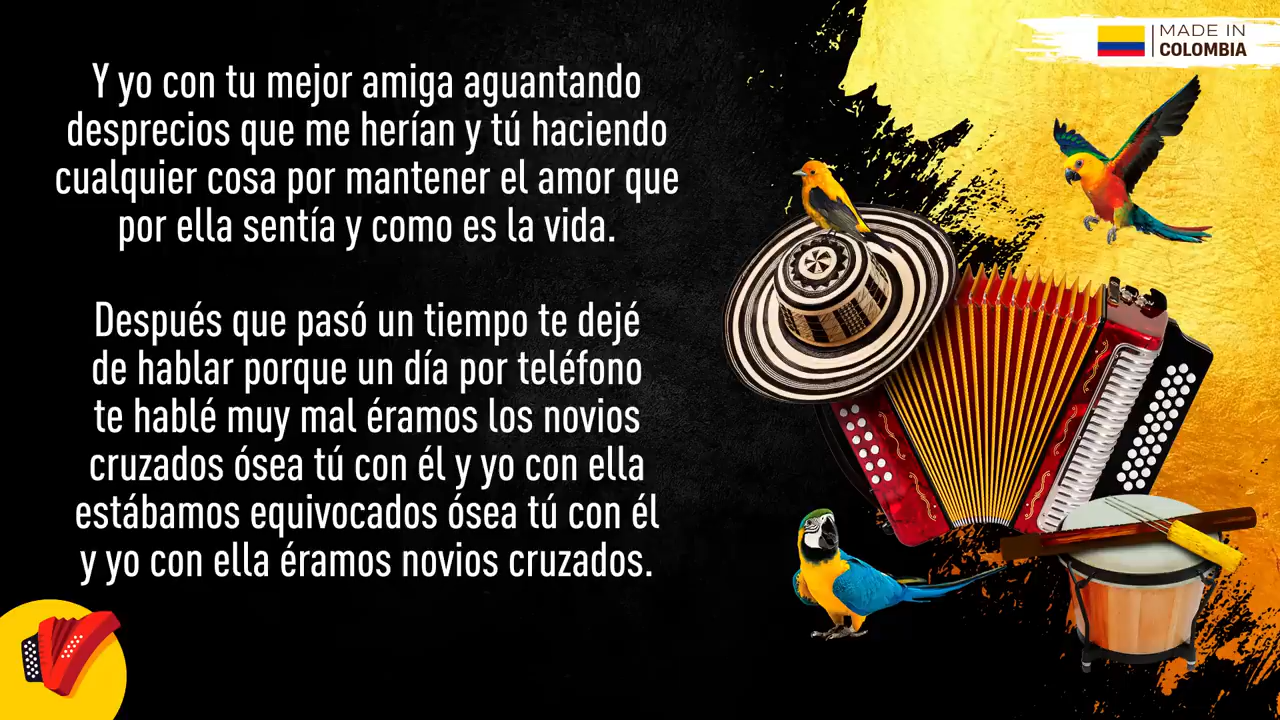 MADE IN
COLOMBIA
Y yo con tu mejor amiga aguantando
desprecios que me herían y tú haciendo
cualquier cosa por mantener el amor que
por ella sentía y como es la vida.
Después que pasó un tiempo te dejé
de hablar porque un día por teléfono
te hablé muy mal éramos los novios
cruzados ósea tú con él y yo con ella
estábamos equivocados ósea tú con él
y yo con ella éramos novios cruzados.